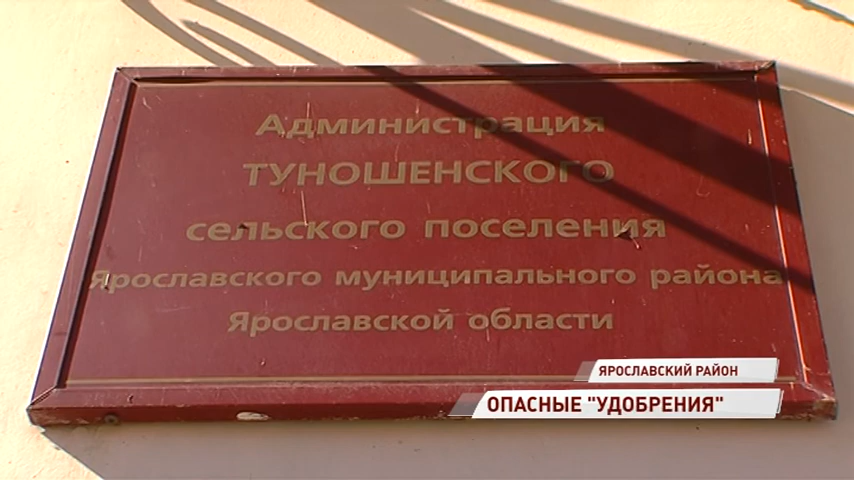 Администрация
ТУНОШЕНСКОГО
сельского поселения
Ярославского муниципального района
Ярославской области
ЯРОСЛАВСКИЙ РАЙОН
ОПАСНЫЕ "УДОБРЕНИЯ"